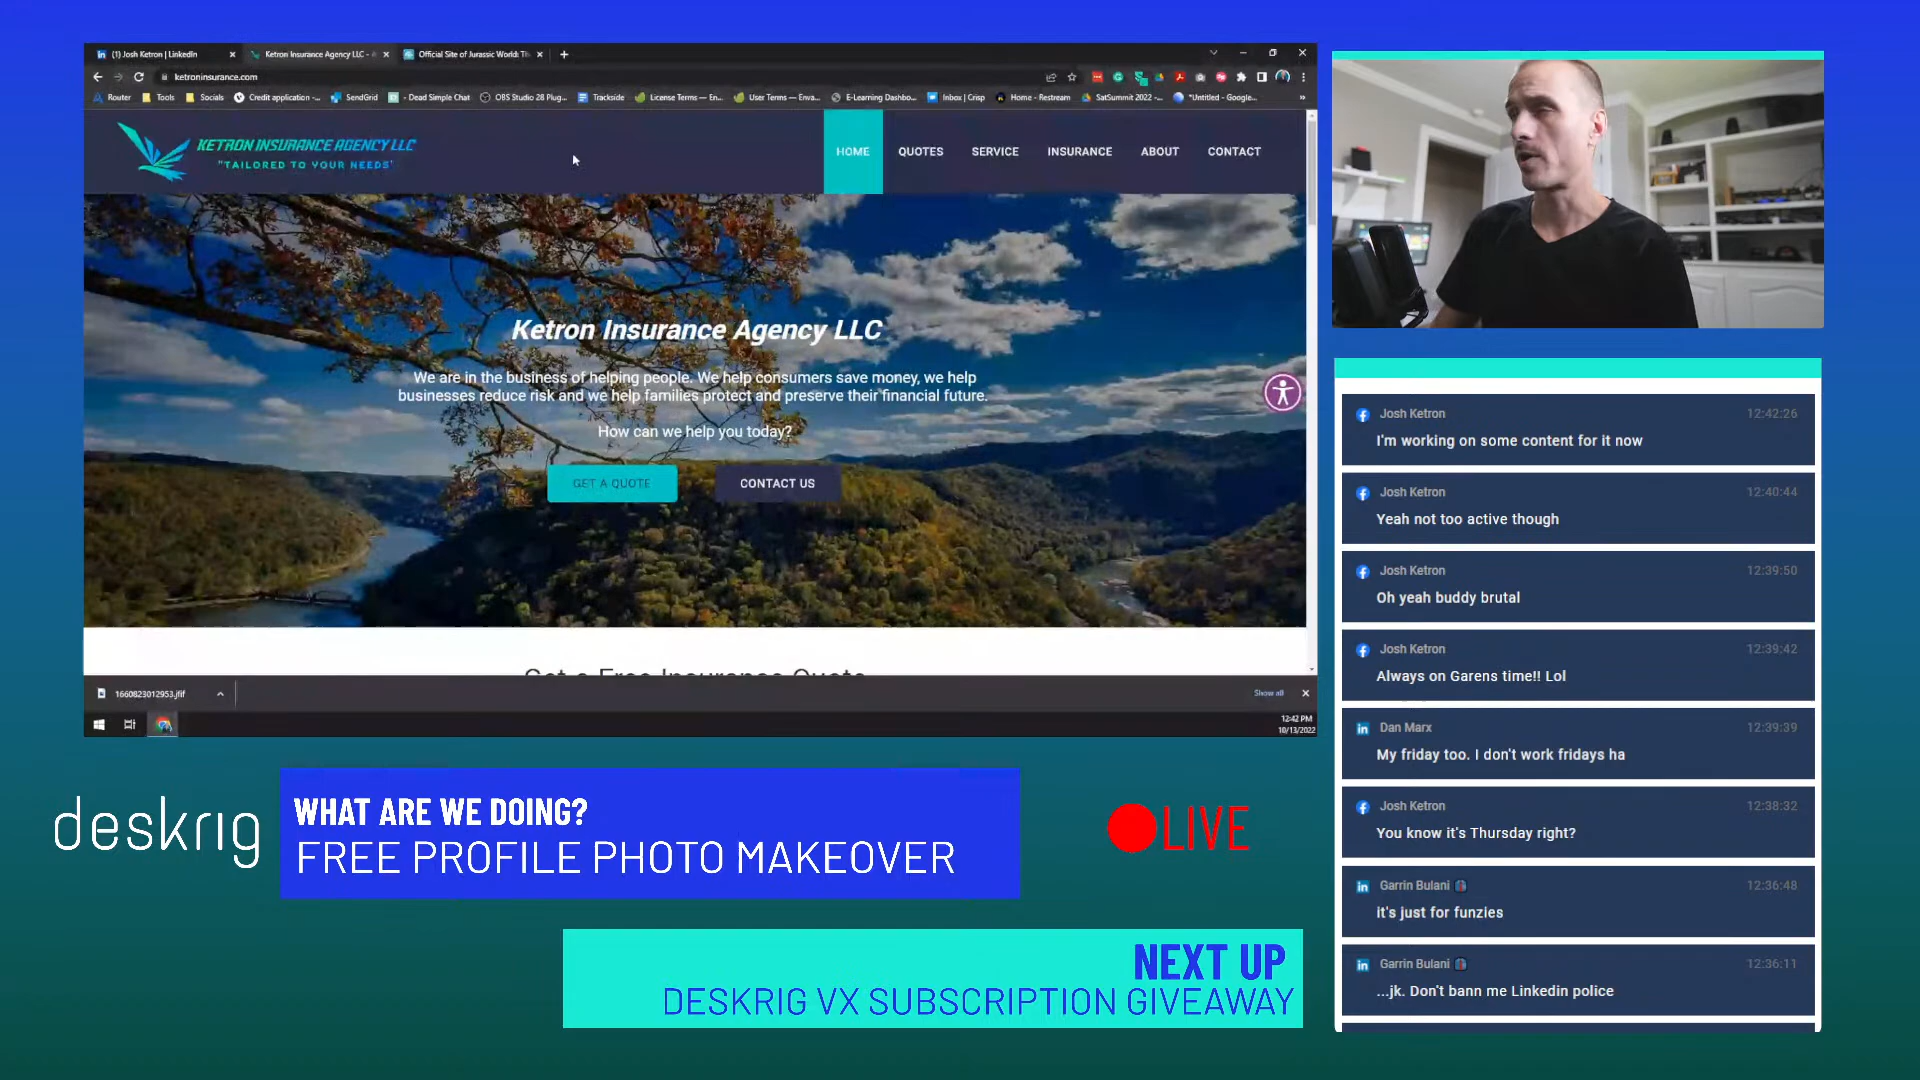 (1) Josh Ketron | LinkedIn
Ketron Insurance Agency LLC -
Official Site of Jurassic World: Th
ketroninsurance.com
Router
Tools
Socials
Credit application -...
SendGrid
- Dead Simple Chat
OBS Studio 28 Plug...
Trackside
License Terms — En...
User Terms — Enva...
E-Learning Dashbo...
Inbox | Crisp
Home - Restream
SatSummit 2022 -...
*Untitled - Google...
KETRON INSURANCE AGENCY LLC
"TAILORED TO YOUR NEEDS"
HOME
QUOTES
SERVICE
INSURANCE
ABOUT
CONTACT
Ketron Insurance Agency LLC
We are in the business of helping people. We help consumers save money, we help
businesses reduce risk and we help families protect and preserve their financial future.
How can we help you today?
GET A QUOTE
CONTACT US
Get a Free Insurance Quote
1660823012953.jfif
Show all
12:42 PM
10/13/2022
deskrig
WHAT ARE WE DOING?
FREE PROFILE PHOTO MAKEOVER
LIVE
NEXT UP
DESKRIG VX SUBSCRIPTION GIVEAWAY
Josh Ketron 12:42:26
I'm working on some content for it now
Josh Ketron 12:40:44
Yeah not too active though
Josh Ketron 12:39:50
Oh yeah buddy brutal
Josh Ketron 12:39:42
Always on Garens time!! Lol
Dan Marx 12:39:39
My friday too. I don't work fridays ha
Josh Ketron 12:38:32
You know it's Thursday right?
Garrin Bulani 12:36:48
it's just for funzies
Garrin Bulani 12:36:11
...jk. Don't bann me Linkedin police